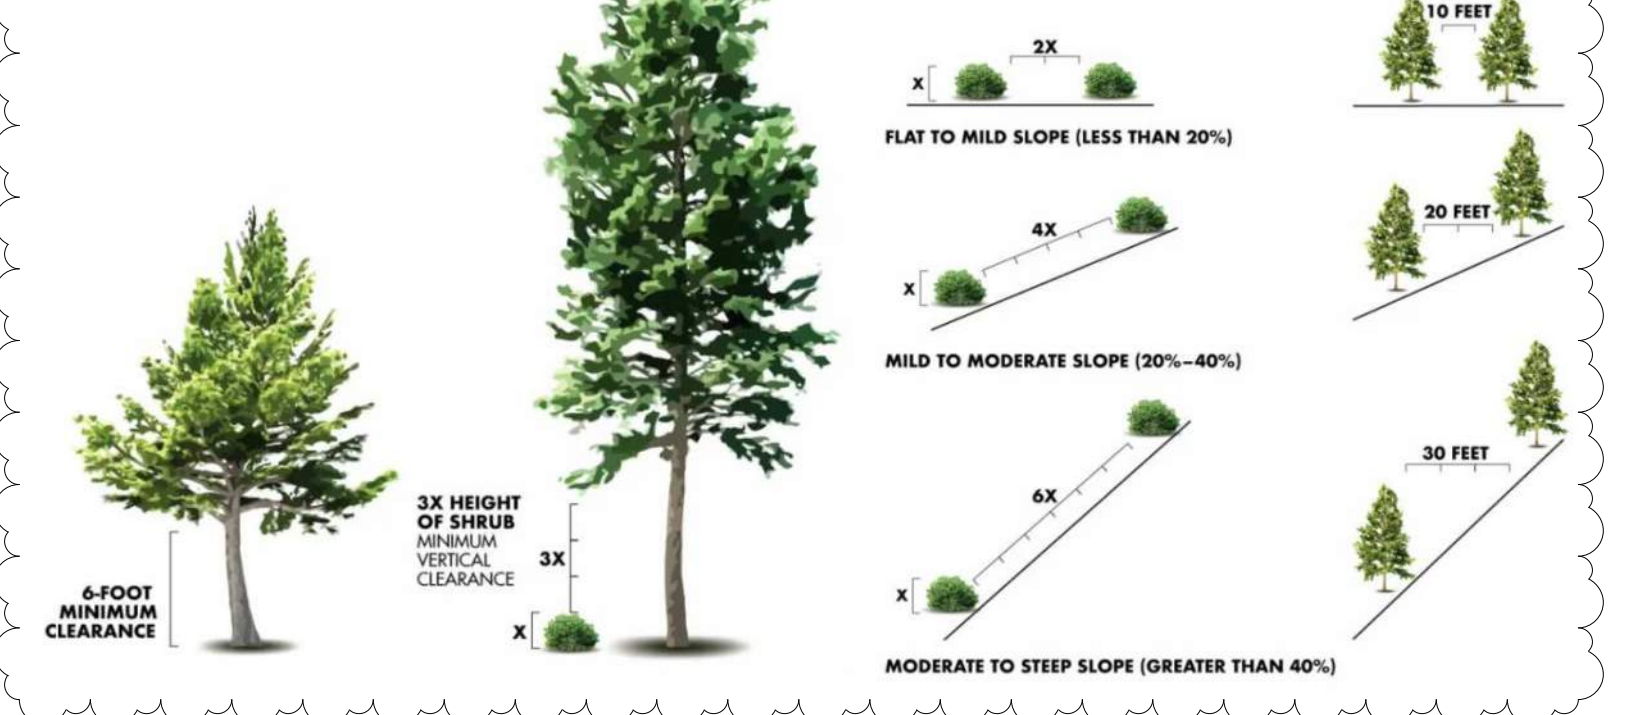 6-FOOT
MINIMUM
CLEARANCE
3X HEIGHT
OF SHRUB
MINIMUM
VERTICAL
CLEARANCE
3X
X
2X
X
FLAT TO MILD SLOPE (LESS THAN 20%)
4X
X
MILD TO MODERATE SLOPE (20%–40%)
6X
X
MODERATE TO STEEP SLOPE (GREATER THAN 40%)
10 FEET
20 FEET
30 FEET